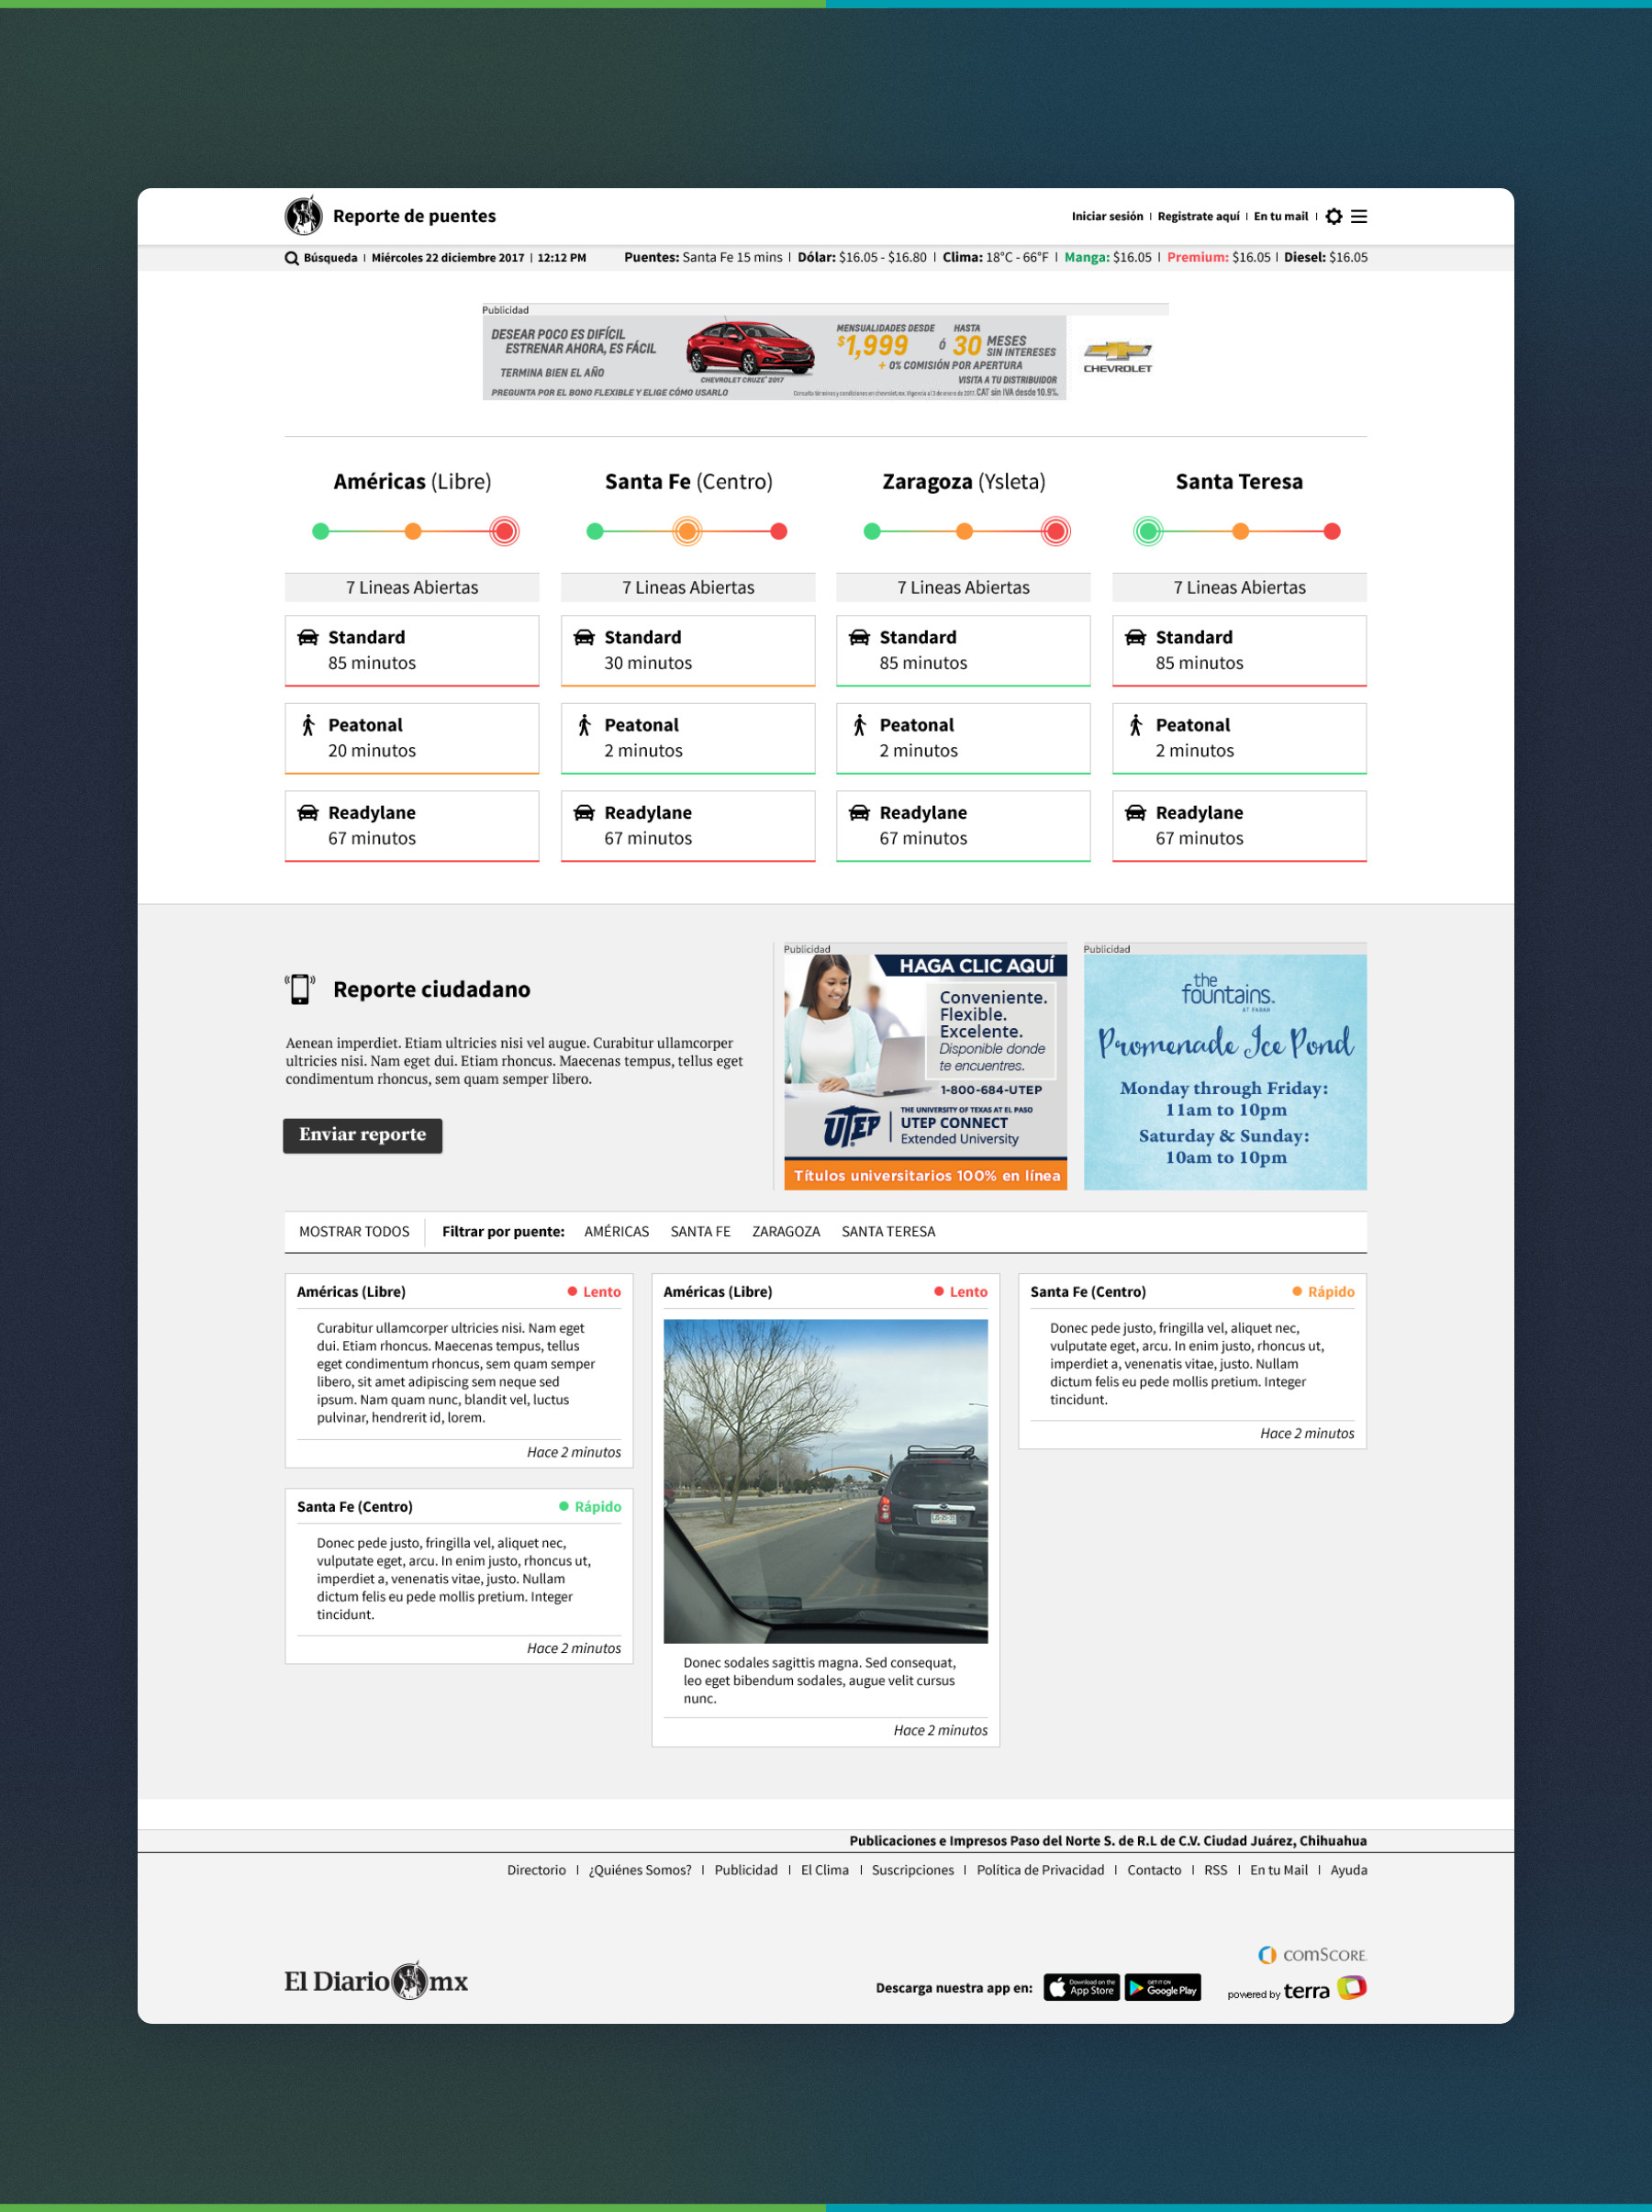 Reporte de puentes
Iniciar sesión | Registrate aquí | En tu mail |
Búsqueda | Miércoles 22 diciembre 2017 | 12:12 PM
Puentes: Santa Fe 15 mins | Dólar: $16.05 - $16.80 | Clima: 18°C - 66°F | Manga: $16.05 | Premium: $16.05 | Diesel: $16.05
Publicidad
DESEAR POCO ES DIFÍCIL
ESTRENAR AHORA, ES FÁCIL
TERMINA BIEN EL AÑO
PREGUNTA POR EL BONO FLEXIBLE Y ELIGE CÓMO USARLO
CHEVROLET CRUZE 2017
MENSUALIDADES DESDE
$1,999
ó
HASTA
30 MESES
SIN INTERESES
+ 0% COMISIÓN POR APERTURA
VISITA A TU DISTRIBUIDOR
CAT sin IVA desde 10.9%.
CHEVROLET
Américas (Libre)
7 Lineas Abiertas
Standard
85 minutos
Peatonal
20 minutos
Readylane
67 minutos
Santa Fe (Centro)
7 Lineas Abiertas
Standard
30 minutos
Peatonal
2 minutos
Readylane
67 minutos
Zaragoza (Ysleta)
7 Lineas Abiertas
Standard
85 minutos
Peatonal
2 minutos
Readylane
67 minutos
Santa Teresa
7 Lineas Abiertas
Standard
85 minutos
Peatonal
2 minutos
Readylane
67 minutos
Reporte ciudadano
Aenean imperdiet. Etiam ultricies nisi vel augue. Curabitur ullamcorper
ultricies nisi. Nam eget dui. Etiam rhoncus. Maecenas tempus, tellus eget
condimentum rhoncus, sem quam semper libero.
Enviar reporte
Publicidad
HAGA CLIC AQUÍ
Conveniente.
Flexible.
Excelente.
Disponible donde
te encuentres.
1-800-684-UTEP
UTEP
THE UNIVERSITY OF TEXAS AT EL PASO
UTEP CONNECT
Extended University
Títulos universitarios 100% en línea
Publicidad
the
fountains.
AT FARAH
Promenade Ice Pond
Monday through Friday:
11am to 10pm
Saturday & Sunday:
10am to 10pm
MOSTRAR TODOS
Filtrar por puente: AMÉRICAS SANTA FE ZARAGOZA SANTA TERESA
Américas (Libre)
Lento
Curabitur ullamcorper ultricies nisi. Nam eget
dui. Etiam rhoncus. Maecenas tempus, tellus
eget condimentum rhoncus, sem quam semper
libero, sit amet adipiscing sem neque sed
ipsum. Nam quam nunc, blandit vel, luctus
pulvinar, hendrerit id, lorem.
Hace 2 minutos
Santa Fe (Centro)
Rápido
Donec pede justo, fringilla vel, aliquet nec,
vulputate eget, arcu. In enim justo, rhoncus ut,
imperdiet a, venenatis vitae, justo. Nullam
dictum felis eu pede mollis pretium. Integer
tincidunt.
Hace 2 minutos
Américas (Libre)
Lento
Donec sodales sagittis magna. Sed consequat,
leo eget bibendum sodales, augue velit cursus
nunc.
Hace 2 minutos
Santa Fe (Centro)
Rápido
Donec pede justo, fringilla vel, aliquet nec,
vulputate eget, arcu. In enim justo, rhoncus ut,
imperdiet a, venenatis vitae, justo. Nullam
dictum felis eu pede mollis pretium. Integer
tincidunt.
Hace 2 minutos
Publicaciones e Impresos Paso del Norte S. de R.L de C.V. Ciudad Juárez, Chihuahua
Directorio | ¿Quiénes Somos? | Publicidad | El Clima | Suscripciones | Política de Privacidad | Contacto | RSS | En tu Mail | Ayuda
El Diario mx
Descarga nuestra app en:
Download on the
App Store
GET IT ON
Google Play
comScore
powered by terra